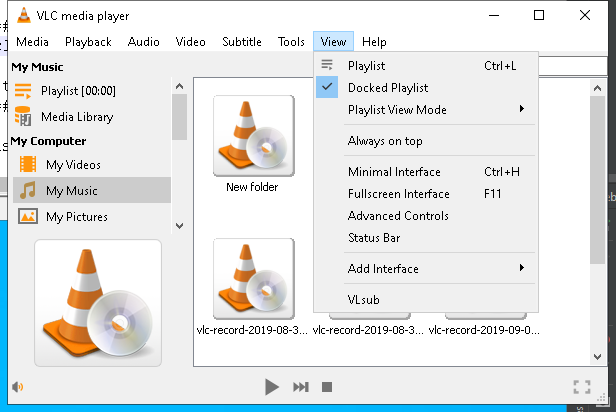 VLC media player
Media Playback Audio Video Subtitle Tools View Help
My Music
Playlist [00:00]
Media Library
My Computer
My Videos
My Music
My Pictures
New folder
vlc-record-2019-08-3... vlc-record-2019-08-3... vlc-record-2019-09-0...
Playlist Ctrl+L
Docked Playlist
Playlist View Mode
Always on top
Minimal Interface Ctrl+H
Fullscreen Interface F11
Advanced Controls
Status Bar
Add Interface
VLsub